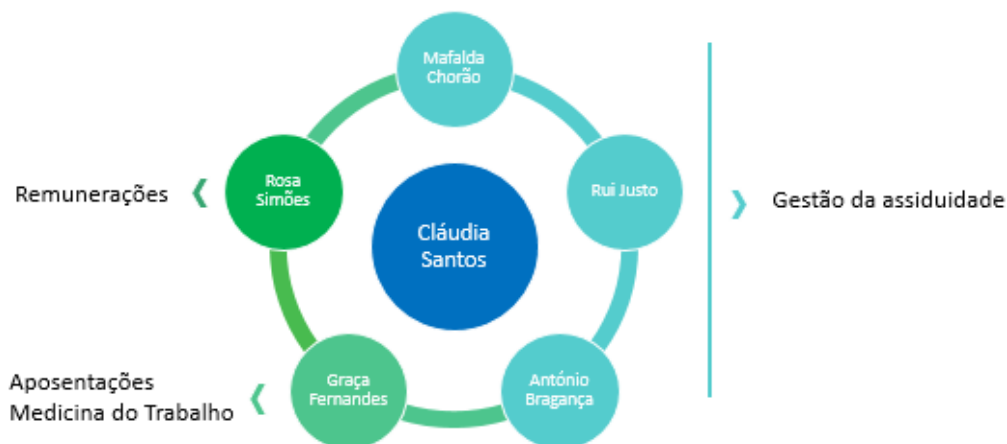 Mafalda
Chorão
Rosa
Simões
Rui Justo
Remunerações
Gestão da assiduidade
Cláudia
Santos
Graça
Fernandes
António
Bragança
Aposentações
Medicina do Trabalho